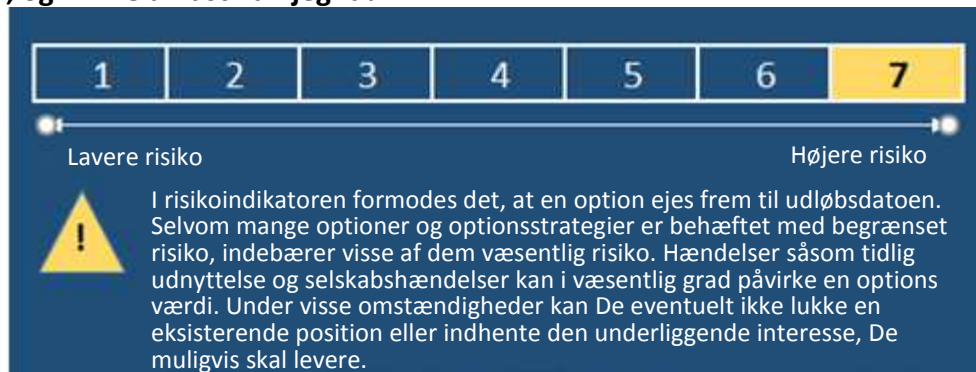 1 2 3 4 5 6 7
Lavere risiko Højere risiko
!
I risikoindikatoren formodes det, at en option ejes frem til udløbsdatoen.
Selvom mange optioner og optionsstrategier er behæftet med begrænset
risiko, indebærer visse af dem væsentlig risiko. Hændelser såsom tidlig
udnyttelse og selskabshændelser kan i væsentlig grad påvirke en options
værdi. Under visse omstændigheder kan De eventuelt ikke lukke en
eksisterende position eller indhente den underliggende interesse, De
muligvis skal levere.